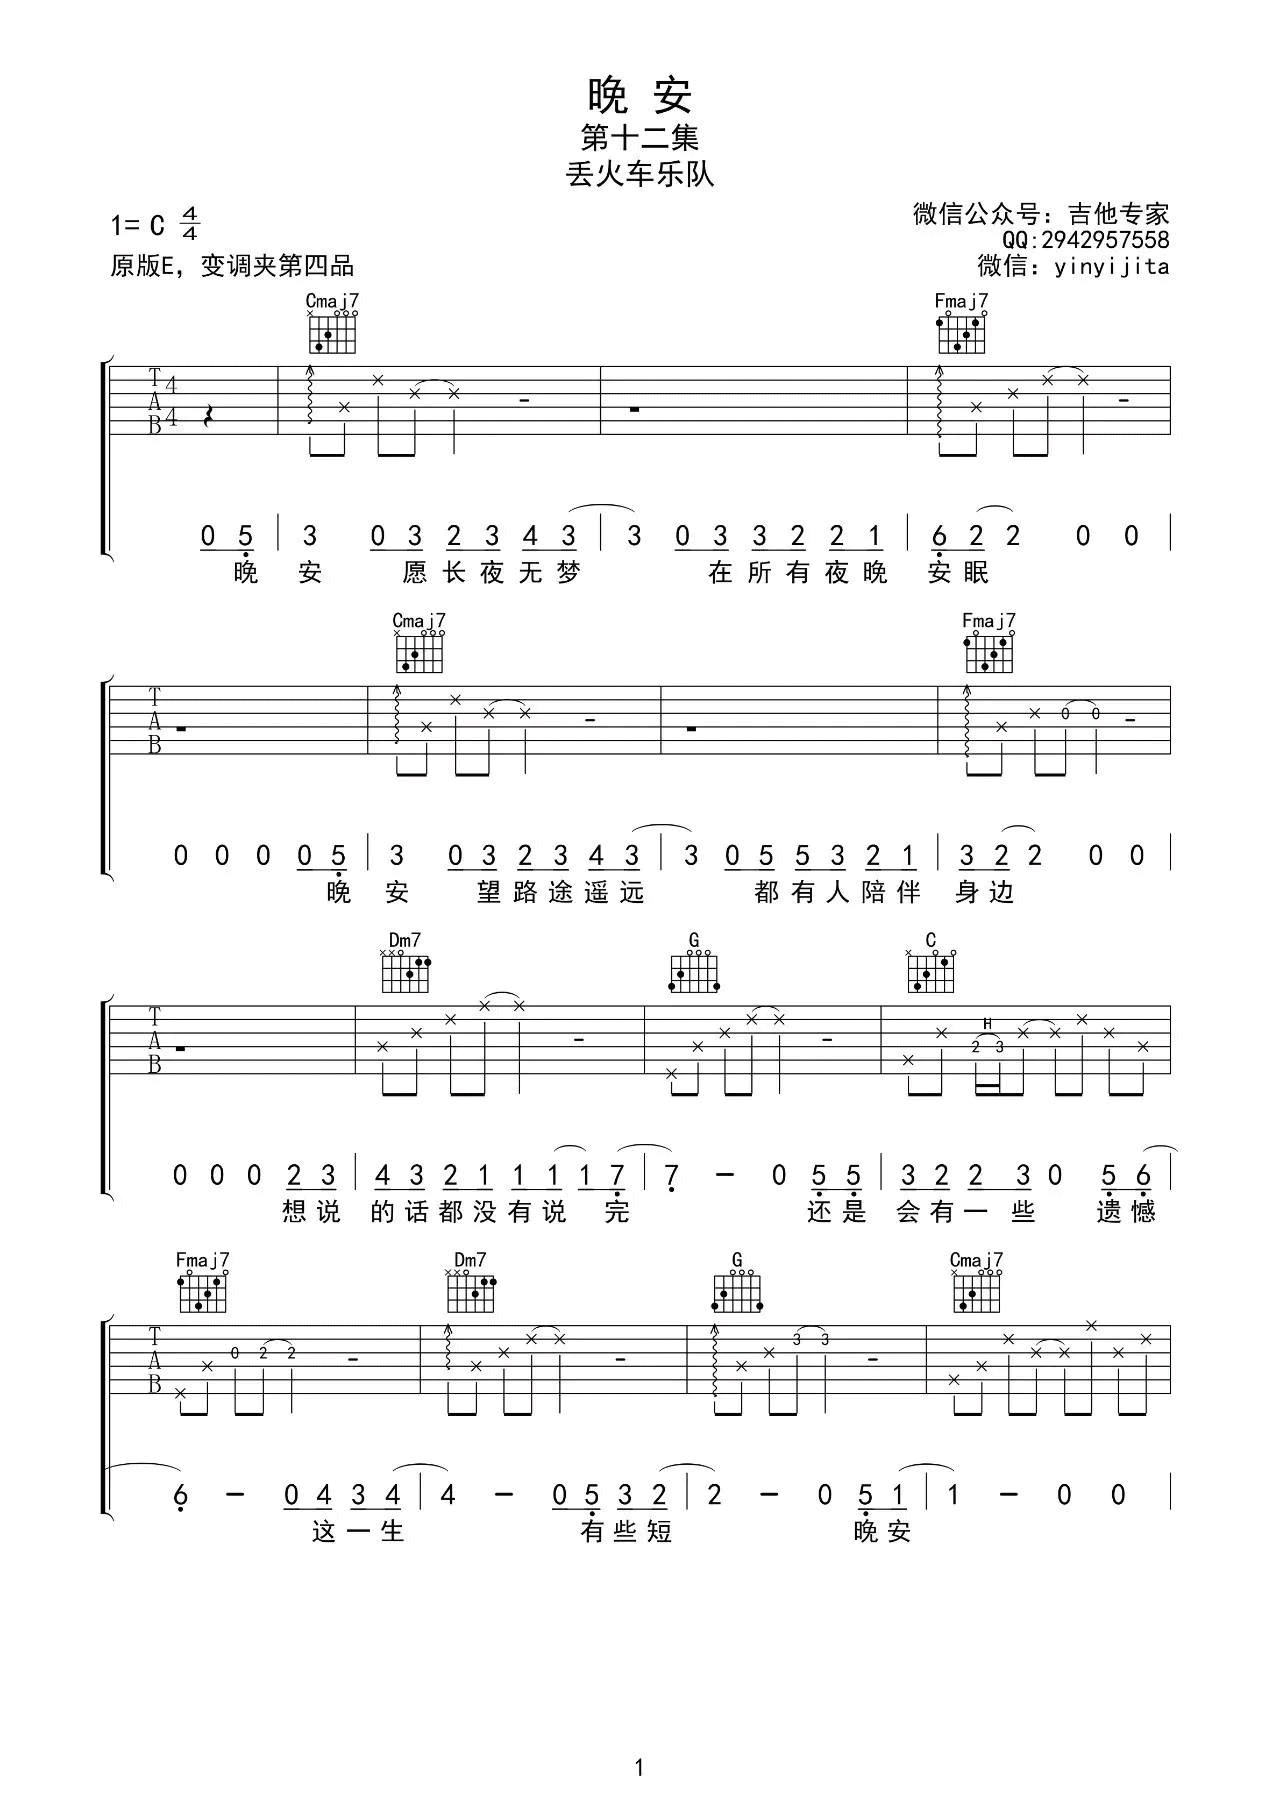 晚 安
第十二集
丢火车乐队
1= C 4/4
微信公众号：吉他专家
QQ:2942957558
原版E，变调夹第四品
微信：yinyijita
Cmaj7 Fmaj7
T A B 4 4
0 5 3 0 3 2 3 4 3 3 0 3 3 2 2 1 6 2 2 0 0
晚 安 愿长夜无梦 在所有夜晚 安眠
Cmaj7 Fmaj7
T A B 0 0
0 0 0 0 5 3 0 3 2 3 4 3 3 0 5 5 3 2 1 3 2 2 0 0
晚 安 望路途遥远 都有人陪伴 身边
Dm7 G C
T A B H 2 3
0 0 0 2 3 4 3 2 1 1 1 1 7 7 - 0 5 5 3 2 2 3 0 5 6
想说 的话都没有说 完 还是 会有一些 遗憾
Fmaj7 Dm7 G Cmaj7
T A B 0 2 2 3 3
6 - 0 4 3 4 4 - 0 5 3 2 2 - 0 5 1 1 - 0 0
这一生 有些短 晚安
1